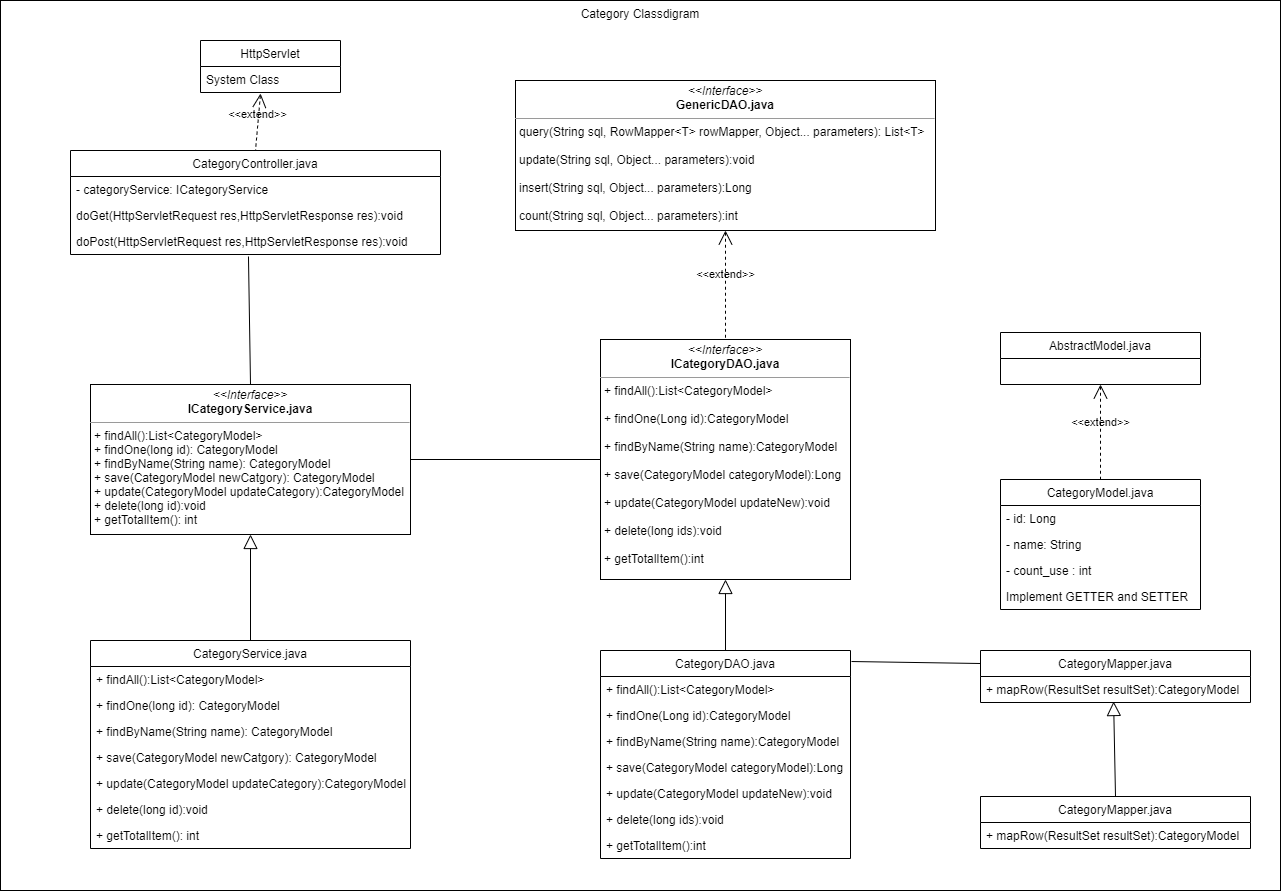 Category Classdigram
HttpServlet
System Class
<<extend>>
CategoryController.java
- categoryService: ICategoryService
doGet(HttpServletRequest res,HttpServletResponse res):void
doPost(HttpServletRequest res,HttpServletResponse res):void
<<Interface>>
GenericDAO.java
query(String sql, RowMapper<T> rowMapper, Object... parameters): List<T>
update(String sql, Object... parameters):void
insert(String sql, Object... parameters):Long
count(String sql, Object... parameters):int
<<extend>>
<<Interface>>
ICategoryService.java
+ findAll():List<CategoryModel>
+ findOne(long id): CategoryModel
+ findByName(String name): CategoryModel
+ save(CategoryModel newCatgory): CategoryModel
+ update(CategoryModel updateCategory):CategoryModel
+ delete(long id):void
+ getTotalItem(): int
<<Interface>>
ICategoryDAO.java
+ findAll():List<CategoryModel>
+ findOne(Long id):CategoryModel
+ findByName(String name):CategoryModel
+ save(CategoryModel categoryModel):Long
+ update(CategoryModel updateNew):void
+ delete(long ids):void
+ getTotalItem():int
AbstractModel.java
<<extend>>
CategoryModel.java
- id: Long
- name: String
- count_use : int
Implement GETTER and SETTER
CategoryService.java
+ findAll():List<CategoryModel>
+ findOne(long id): CategoryModel
+ findByName(String name): CategoryModel
+ save(CategoryModel newCatgory): CategoryModel
+ update(CategoryModel updateCategory):CategoryModel
+ delete(long id):void
+ getTotalItem(): int
CategoryDAO.java
+ findAll():List<CategoryModel>
+ findOne(Long id):CategoryModel
+ findByName(String name):CategoryModel
+ save(CategoryModel categoryModel):Long
+ update(CategoryModel updateNew):void
+ delete(long ids):void
+ getTotalItem():int
CategoryMapper.java
+ mapRow(ResultSet resultSet):CategoryModel
CategoryMapper.java
+ mapRow(ResultSet resultSet):CategoryModel